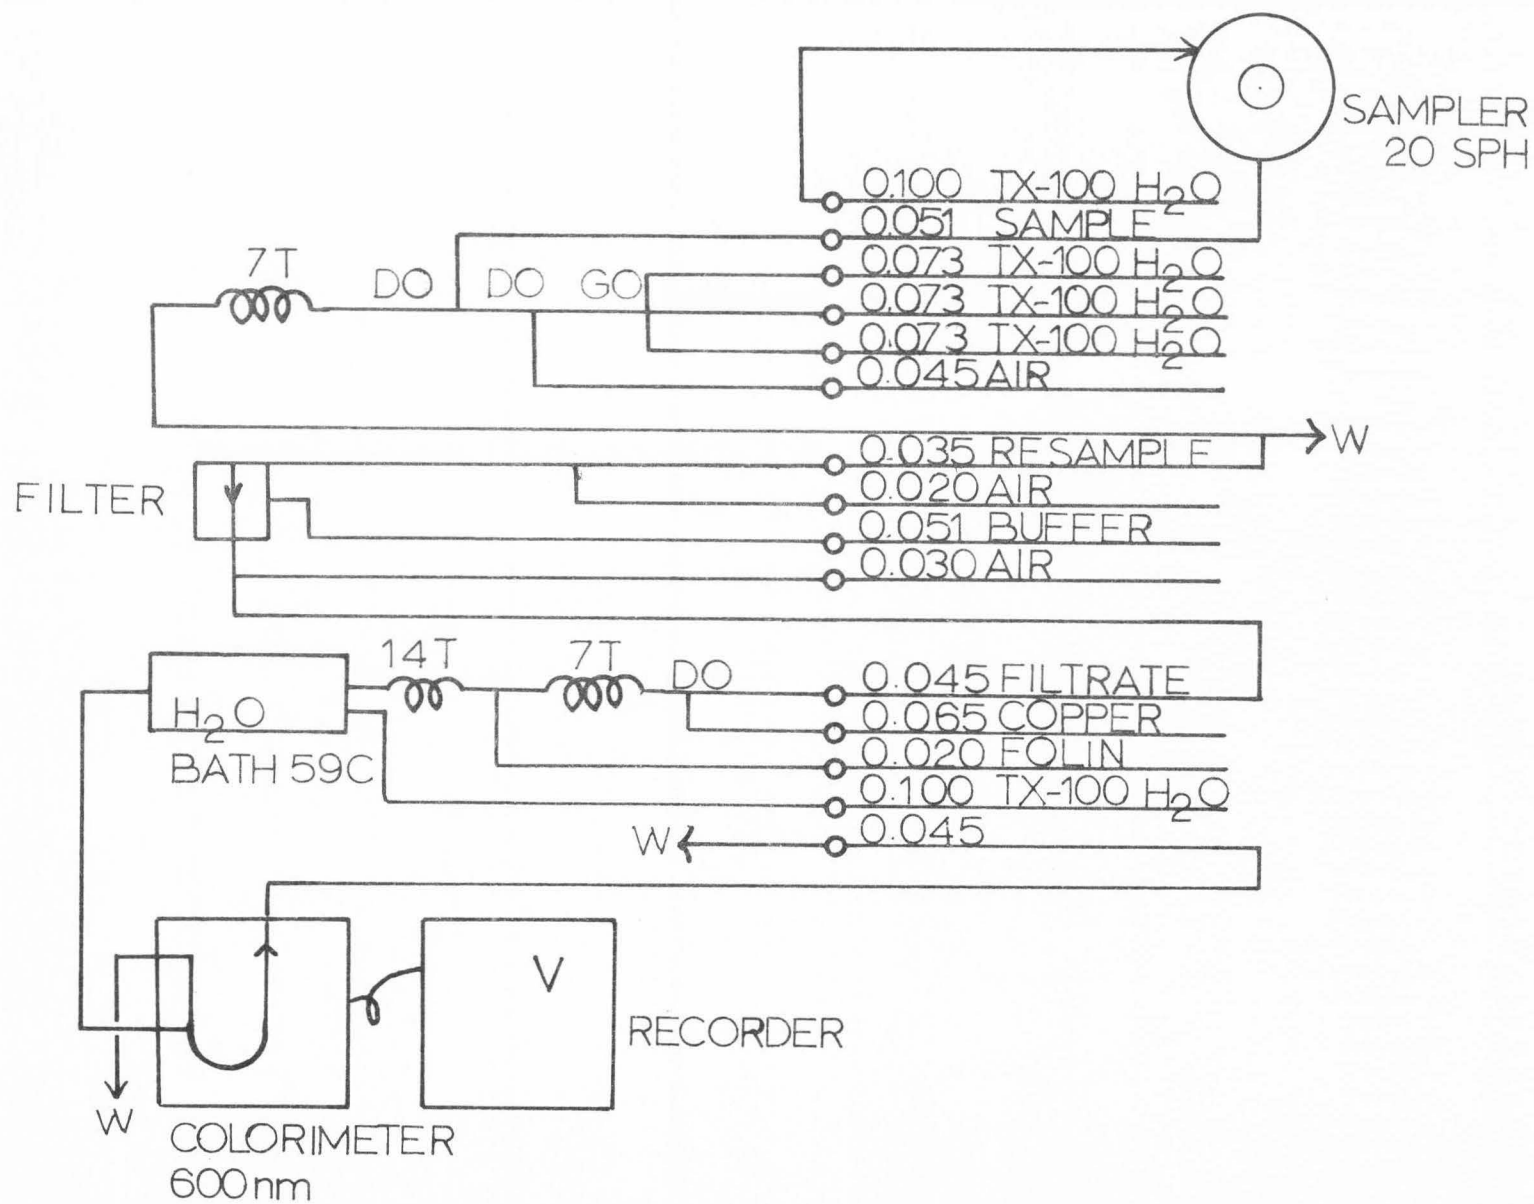 SAMPLER
20 SPH
0.100 TX-100 H2O
0.051 SAMPLE
0.073 TX-100 H2O
7T DO DO GO
0.073 TX-100 H2O
0.073 TX-100 H2O
0.045 AIR
W
0.035 RESAMPLE
FILTER
0.020 AIR
0.051 BUFFER
0.030 AIR
14T 7T DO
0.045 FILTRATE
H2O
BATH 59C
0.065 COPPER
0.020 FOLIN
0.100 TX-100 H2O
W
0.045
V
RECORDER
W
COLORIMETER
600nm